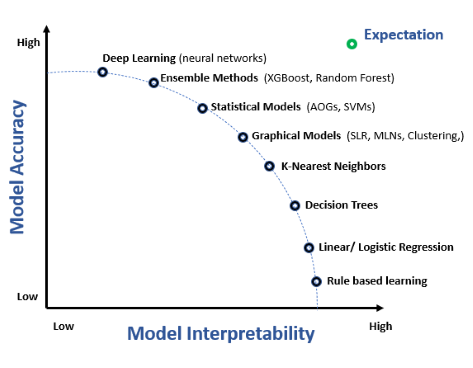 High
Expectation
Deep Learning (neural networks)
Ensemble Methods (XGBoost, Random Forest)
Statistical Models (AOGs, SVMs)
Graphical Models (SLR, MLNs, Clustering,)
K-Nearest Neighbors
Decision Trees
Linear/ Logistic Regression
Rule based learning
Model Accuracy
Low
Low
High
Model Interpretability